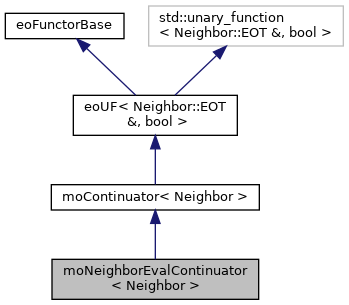 eoFunctorBase
std::unary_function
< Neighbor::EOT &, bool >
eoUF< Neighbor::EOT
&, bool >
moContinuator< Neighbor >
moNeighborEvalContinuator
< Neighbor >